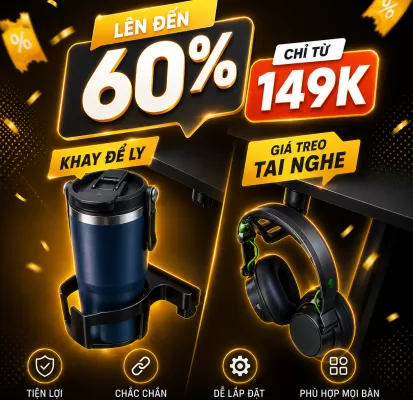 LÊN ĐẾN
60%
CHỈ TỪ
149K
KHAY ĐỂ LY
GIÁ TREO
TAI NGHE
TIỆN LỢI
CHẮC CHẮN
DỄ LẮP ĐẶT
PHÙ HỢP MỌI BÀN